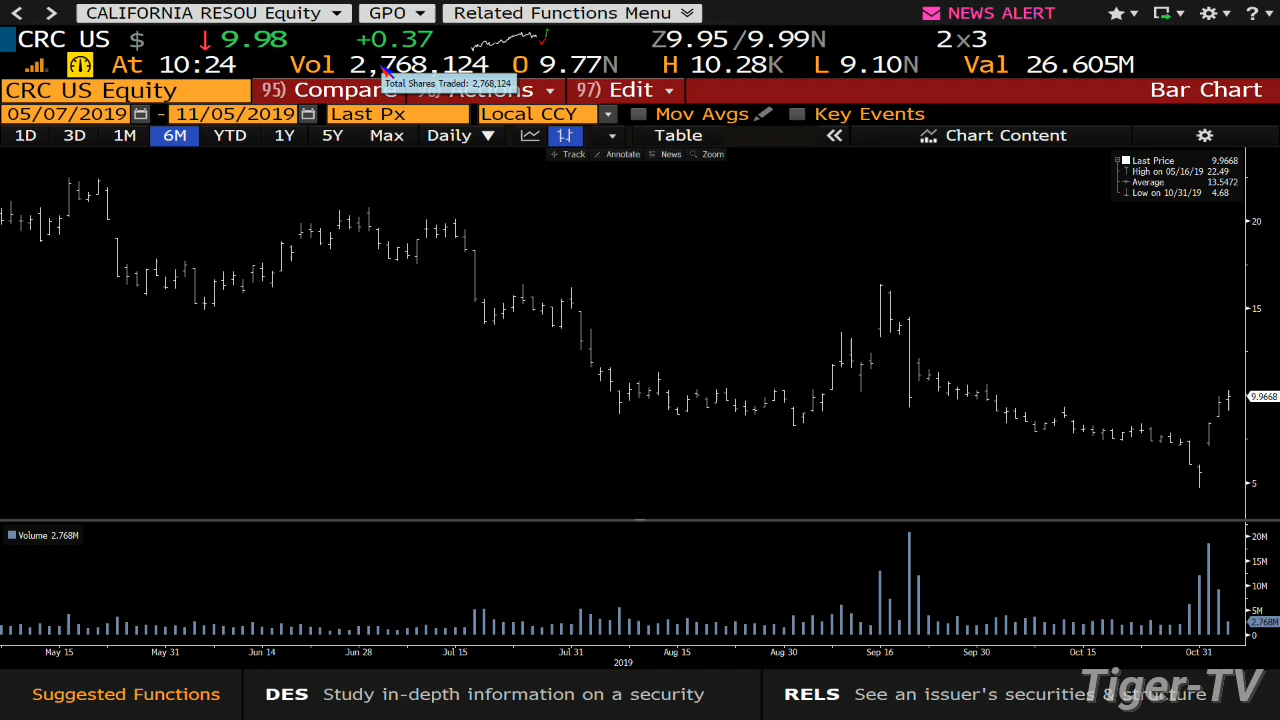 CALIFORNIA RESOU Equity GPO Related Functions Menu NEWS ALERT ?
CRC US $ ↓ 9.98 +0.37 Z9.95/9.99N 2x3
At 10:24 Vol 2,768,124 O 9.77N H 10.28K L 9.10N Val 26.605M
Total Shares Traded: 2,768,124
CRC US Equity 95) Compare Actions 97) Edit Bar Chart
05/07/2019 - 11/05/2019 Last Px Local CCY Mov Avgs Key Events
1D 3D 1M 6M YTD 1Y 5Y Max Daily ▼ Table Chart Content
Track Annotate News Zoom
Last Price 9.9668
High on 05/16/19 22.49
Average 13.5472
Low on 10/31/19 4.68
20
15
9.9668
5
Volume 2.768M
20M
15M
10M
5M
2.768M
0
May 15 May 31 Jun 14 Jun 28 Jul 15 Jul 31 Aug 15 Aug 30 Sep 16 Sep 30 Oct 15 Oct 31
2019
Suggested Functions DES Study in-depth information on a security RELS See an issuer's securities & structure
Tiger-TV